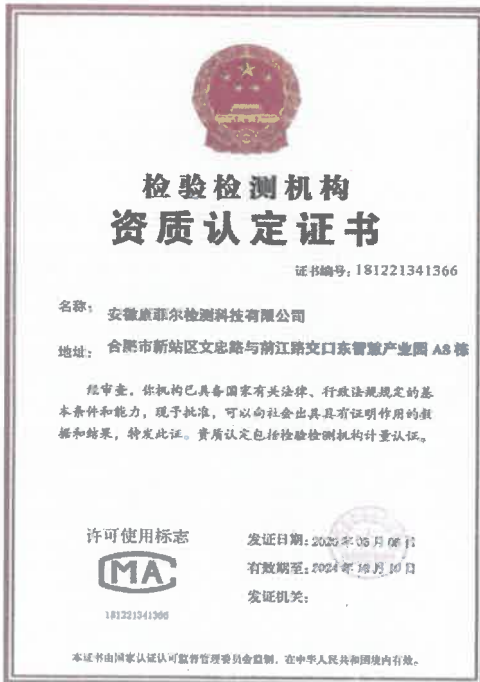 检验检测机构
资质认定证书
证书编号:181221341366
名称: 安徽康菲尔检测科技有限公司
地址: 合肥市新站区文忠路与前江路交口东智慧产业园 A8 栋
经审查,你机构已具备国家有关法律、行政法规规定的基
本条件和能力,现予批准,可以向社会出具具有证明作用的数
据和结果,特发此证。资质认定包括检验检测机构计量认证。
许可使用标志
MA
181221341366
发证日期:
有效期至:2024 年
发证机关:
本证书由国家认证认可监督管理委员会监制,在中华人民共和国境内有效。